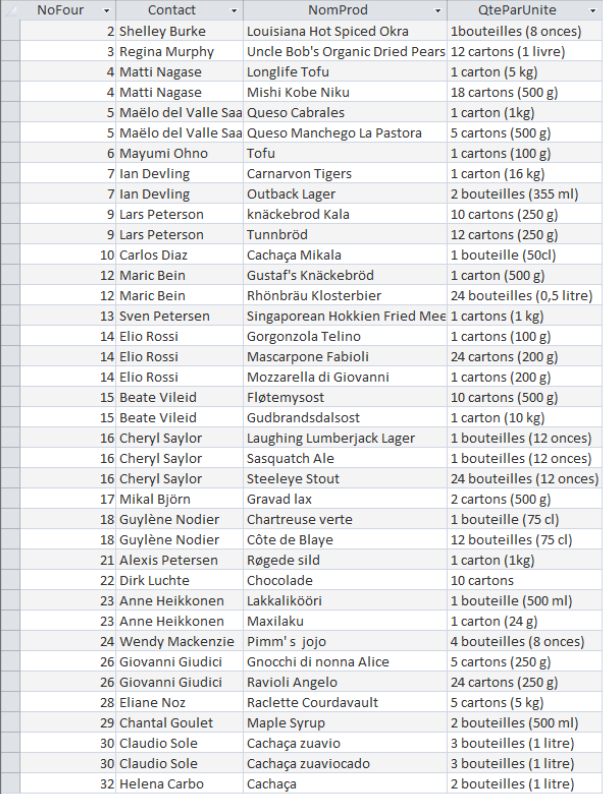 NoFour Contact NomProd QteParUnite
2 Shelley Burke Louisiana Hot Spiced Okra 1bouteilles (8 onces)
3 Regina Murphy Uncle Bob's Organic Dried Pears 12 cartons (1 livre)
4 Matti Nagase Longlife Tofu 1 carton (5 kg)
4 Matti Nagase Mishi Kobe Niku 18 cartons (500 g)
5 Maëlo del Valle Saa Queso Cabrales 1 carton (1kg)
5 Maëlo del Valle Saa Queso Manchego La Pastora 5 cartons (500 g)
6 Mayumi Ohno Tofu 1 cartons (100 g)
7 Ian Devling Carnarvon Tigers 1 carton (16 kg)
7 Ian Devling Outback Lager 2 bouteilles (355 ml)
9 Lars Peterson knäckebrod Kala 10 cartons (250 g)
9 Lars Peterson Tunnbröd 12 cartons (250 g)
10 Carlos Diaz Cachaça Mikala 1 bouteille (50cl)
12 Maric Bein Gustaf's Knäckebröd 1 carton (500 g)
12 Maric Bein Rhönbräu Klosterbier 24 bouteilles (0,5 litre)
13 Sven Petersen Singaporean Hokkien Fried Mee 1 cartons (1 kg)
14 Elio Rossi Gorgonzola Telino 1 cartons (100 g)
14 Elio Rossi Mascarpone Fabioli 24 cartons (200 g)
14 Elio Rossi Mozzarella di Giovanni 1 cartons (200 g)
15 Beate Vileid Fløtemysost 10 cartons (500 g)
15 Beate Vileid Gudbrandsdalsost 1 carton (10 kg)
16 Cheryl Saylor Laughing Lumberjack Lager 1 bouteilles (12 onces)
16 Cheryl Saylor Sasquatch Ale 1 bouteilles (12 onces)
16 Cheryl Saylor Steeleye Stout 24 bouteilles (12 onces)
17 Mikal Björn Gravad lax 2 cartons (500 g)
18 Guylène Nodier Chartreuse verte 1 bouteille (75 cl)
18 Guylène Nodier Côte de Blaye 12 bouteilles (75 cl)
21 Alexis Petersen Røgede sild 1 carton (1kg)
22 Dirk Luchte Chocolade 10 cartons
23 Anne Heikkonen Lakkalikööri 1 bouteille (500 ml)
23 Anne Heikkonen Maxilaku 1 carton (24 g)
24 Wendy Mackenzie Pimm' s jojo 4 bouteilles (8 onces)
26 Giovanni Giudici Gnocchi di nonna Alice 5 cartons (250 g)
26 Giovanni Giudici Ravioli Angelo 24 cartons (250 g)
28 Eliane Noz Raclette Courdavault 5 cartons (5 kg)
29 Chantal Goulet Maple Syrup 2 bouteilles (500 ml)
30 Claudio Sole Cachaça zuavio 3 bouteilles (1 litre)
30 Claudio Sole Cachaça zuaviocado 3 bouteilles (1 litre)
32 Helena Carbo Cachaça 2 bouteilles (1 litre)